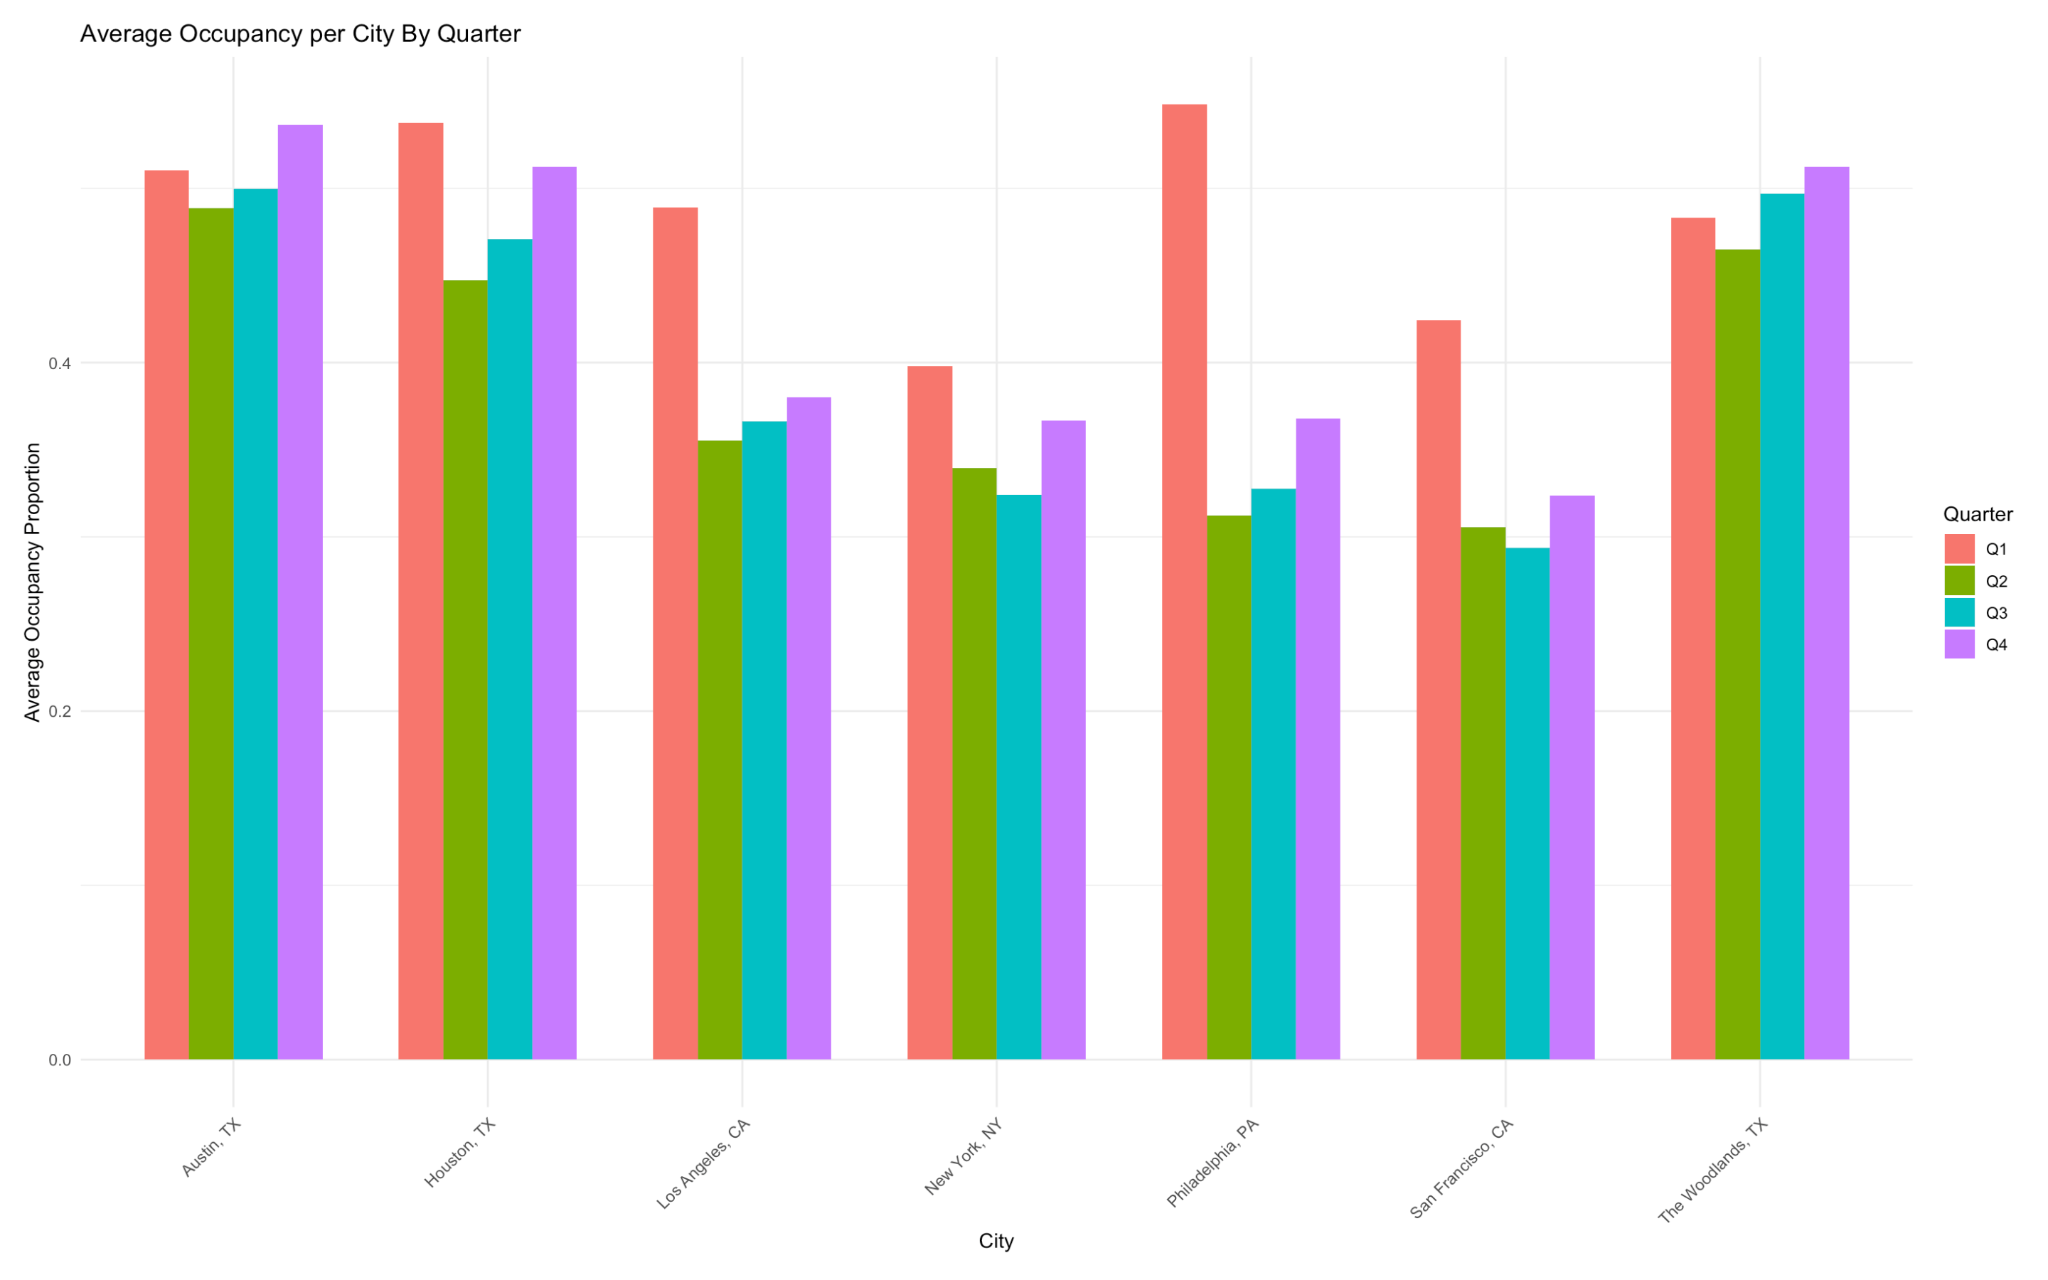 Average Occupancy per City By Quarter
Average Occupancy Proportion
0.4
0.2
0.0
Austin, TX
Houston, TX
Los Angeles, CA
New York, NY
Philadelphia, PA
San Francisco, CA
The Woodlands, TX
City
Quarter
Q1
Q2
Q3
Q4